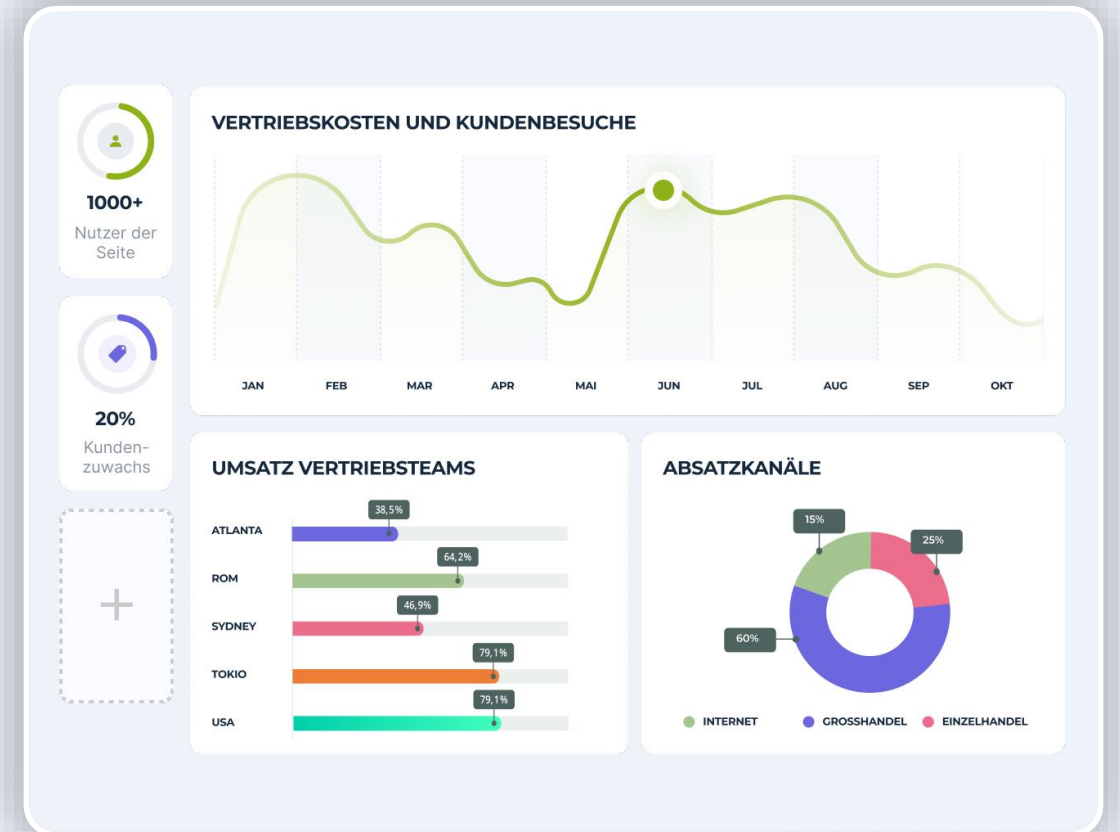 1000+
Nutzer der
Seite
20%
Kunden-
zuwachs
VERTRIEBSKOSTEN UND KUNDENBESUCHE
JAN FEB MAR APR MAI JUN JUL AUG SEP OKT
UMSATZ VERTRIEBSTEAMS
38,5%
ATLANTA
64,2%
ROM
46,9%
SYDNEY
79,1%
TOKIO
79,1%
USA
ABSATZKANÄLE
15%
25%
60%
INTERNET GROSSHANDEL EINZELHANDEL